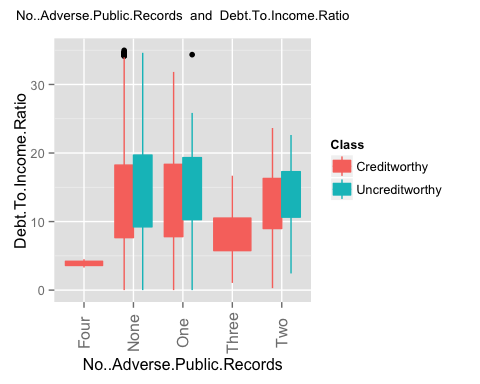 No..Adverse.Public.Records and Debt.To.Income.Ratio
Debt.To.Income.Ratio
30
20
10
0
Four
None
One
Three
Two
No..Adverse.Public.Records
Class
Creditworthy
Uncreditworthy